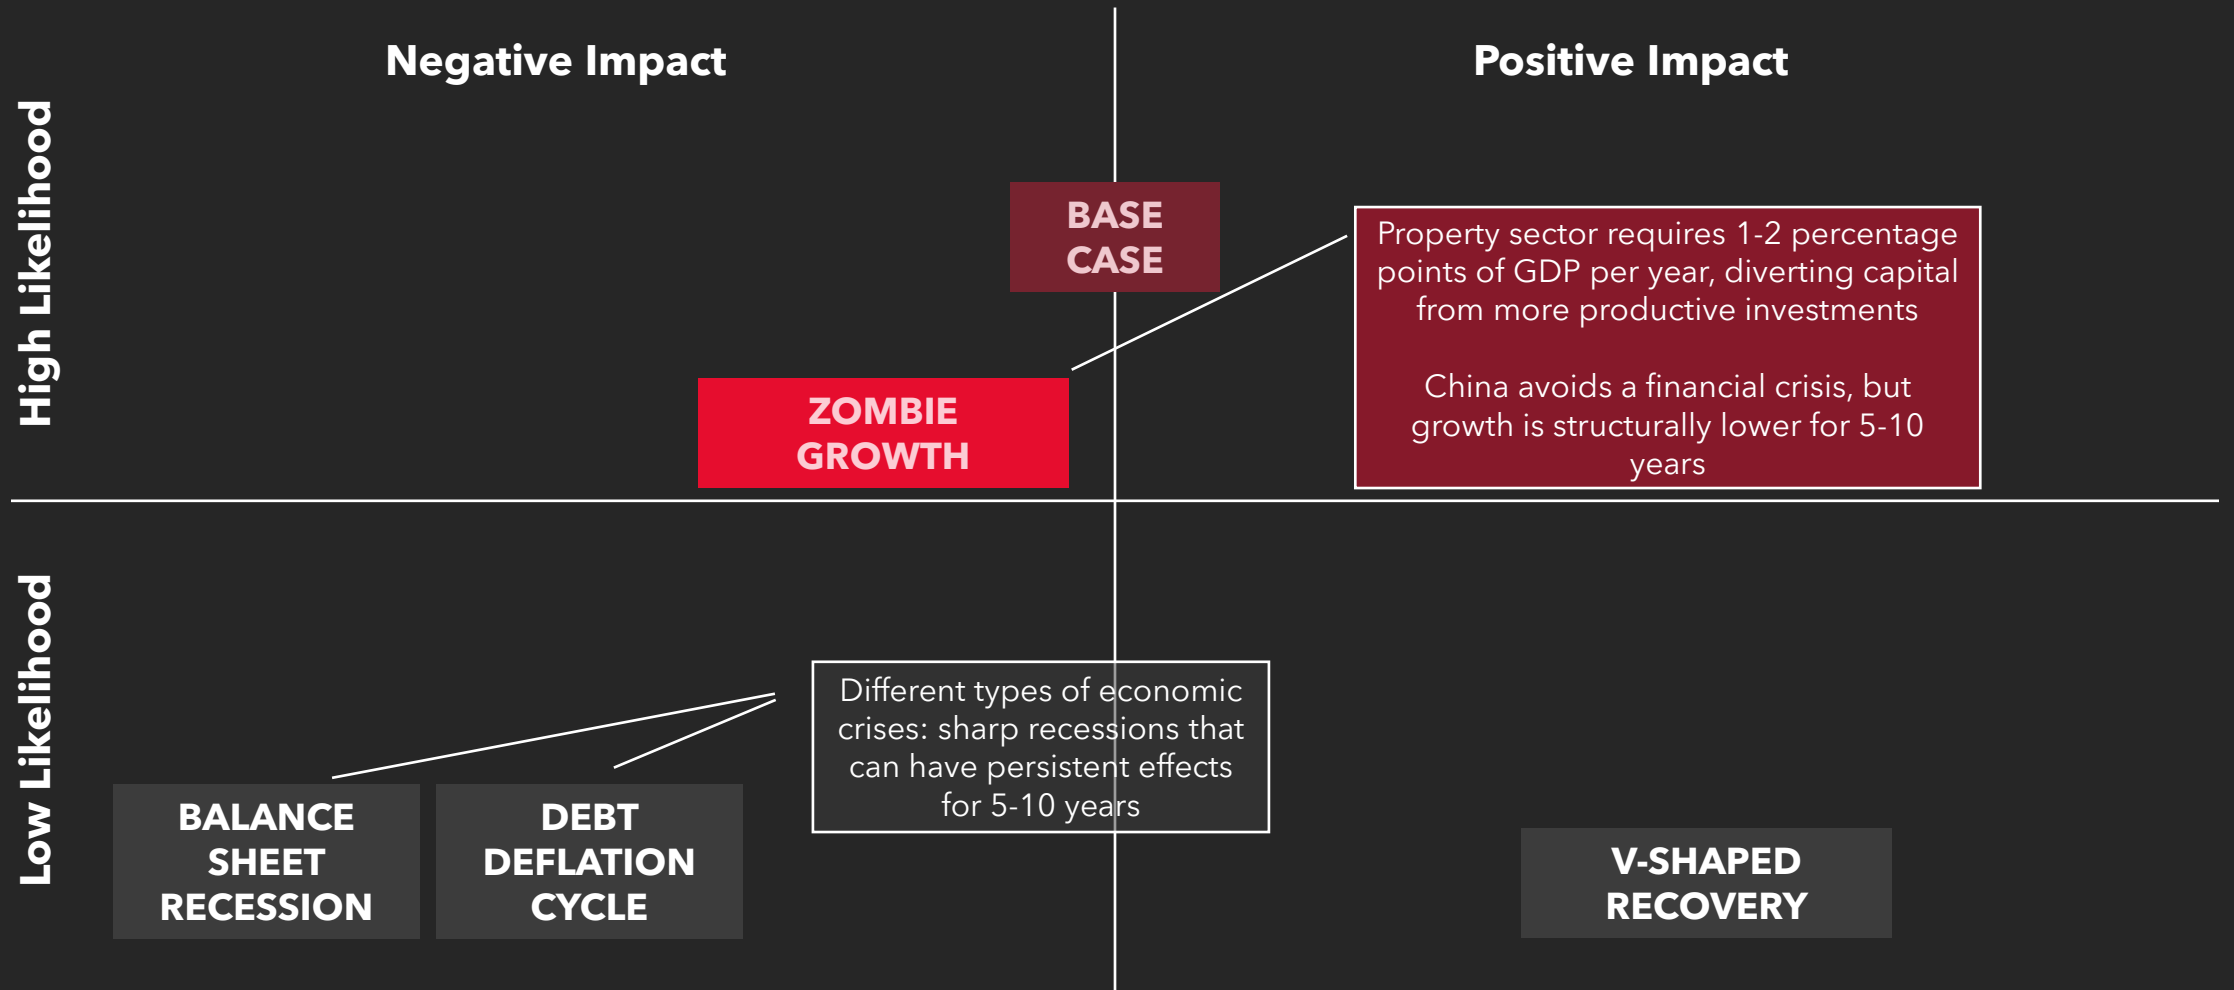 Negative Impact
Positive Impact
High Likelihood
BASE
CASE
Property sector requires 1-2 percentage
points of GDP per year, diverting capital
from more productive investments
China avoids a financial crisis, but
growth is structurally lower for 5-10
years
ZOMBIE
GROWTH
Low Likelihood
Different types of economic
crises: sharp recessions that
can have persistent effects
for 5-10 years
BALANCE
SHEET
RECESSION
DEBT
DEFLATION
CYCLE
V-SHAPED
RECOVERY